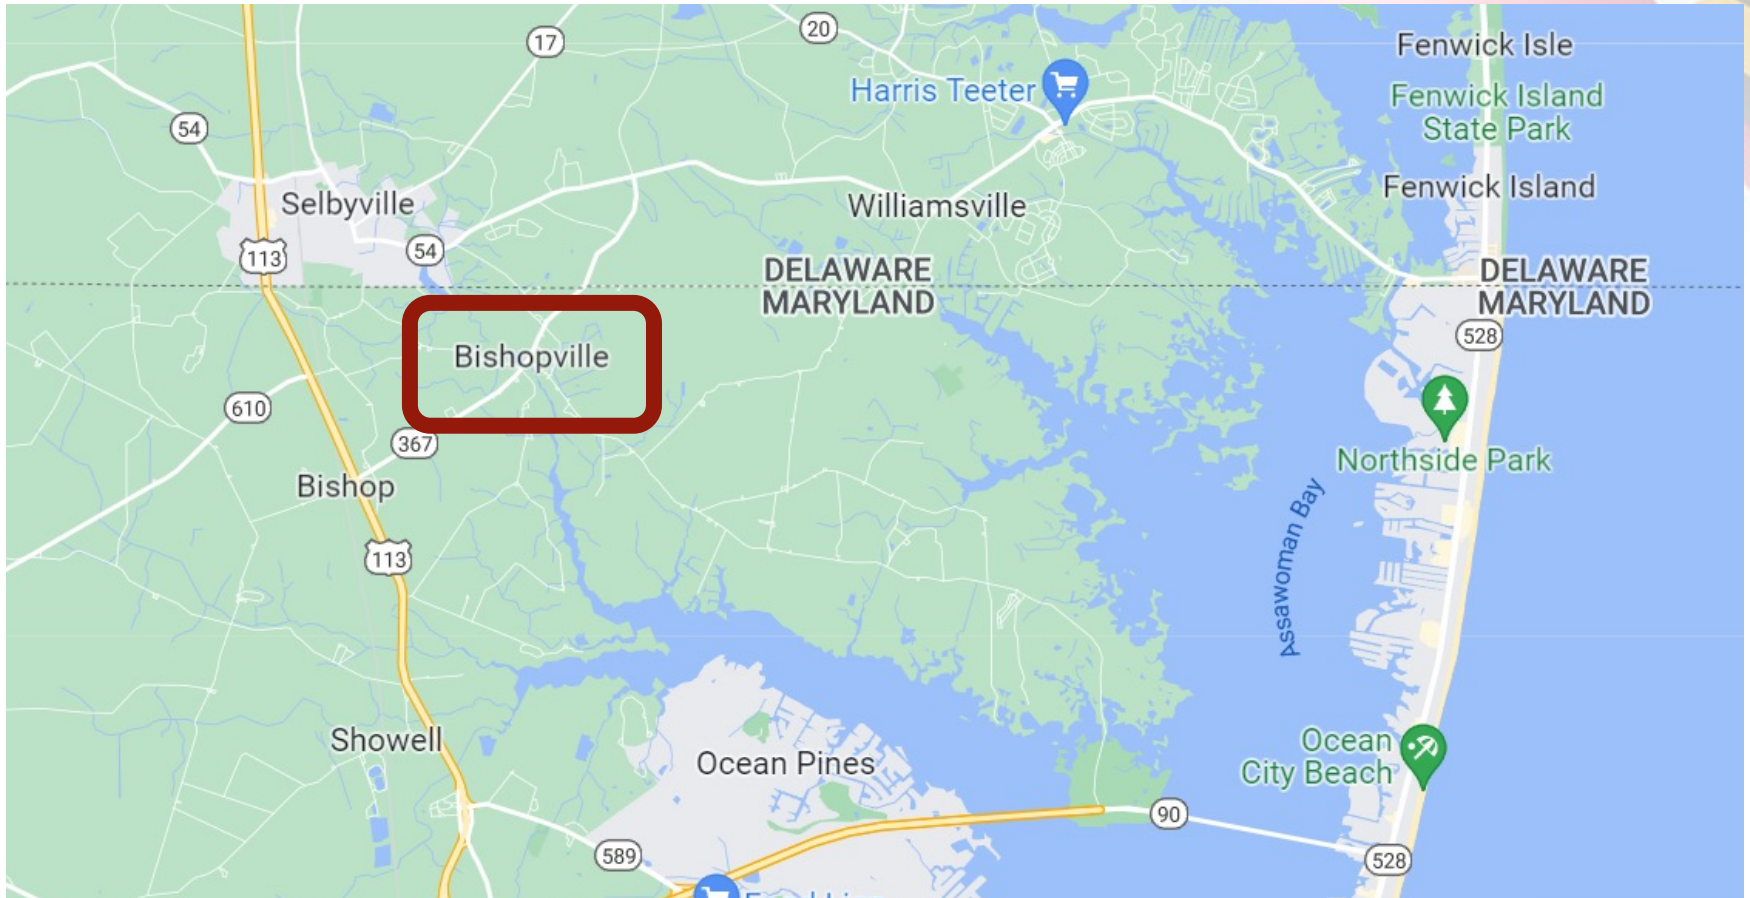 17
20
Fenwick Isle
Harris Teeter
Fenwick Island
State Park
54
Fenwick Island
Selbyville
Williamsville
54
113
DELAWARE
MARYLAND
DELAWARE
MARYLAND
528
Bishopville
610
367
Northside Park
Bishop
Assawoman Bay
113
Showell
Ocean Pines
Ocean
City Beach
90
589
528